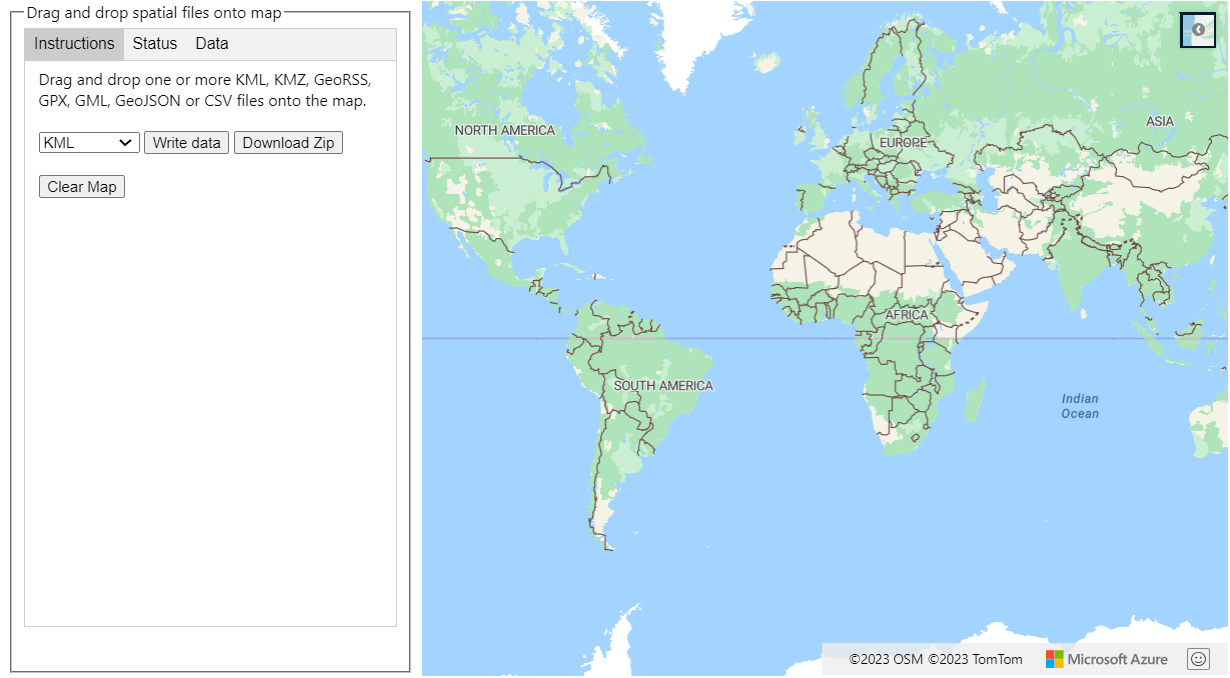 Drag and drop spatial files onto map
Instructions Status Data
Drag and drop one or more KML, KMZ, GeoRSS,
GPX, GML, GeoJSON or CSV files onto the map.
KML Write data Download Zip
Clear Map
NORTH AMERICA
EUROPE
ASIA
AFRICA
SOUTH AMERICA
Indian
Ocean
©2023 OSM ©2023 TomTom Microsoft Azure